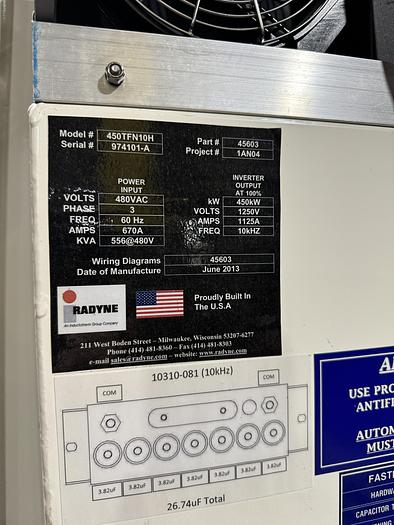 Model # 450TFN10H
Serial # 974101-A
Part # 45603
Project # 1AN04
POWER
INPUT
VOLTS 480VAC
PHASE 3
FREQ 60 Hz
AMPS 670A
KVA 556@480V
INVERTER
OUTPUT
AT 100%
kW 450kW
VOLTS 1250V
AMPS 1125A
FREQ 10kHZ
Wiring Diagrams 45603
Date of Manufacture June 2013
RADYNE
An Inductotherm Group Company
Proudly Built In
The U.S.A
211 West Boden Street – Milwaukee, Wisconsin 53207-6277
Phone (414) 481-8360 – Fax (414) 481-8303
e-mail sales@radyne.com – website: www.radyne.com
10310-081 (10kHz)
COM COM
3.82uF 3.82uF 3.82uF 3.82uF 3.82uF 3.82uF 3.82uF
26.74uF Total
USE PRO
ANTIF
AUTOM
MUST
FAST
HARDW
CAPACITOR T